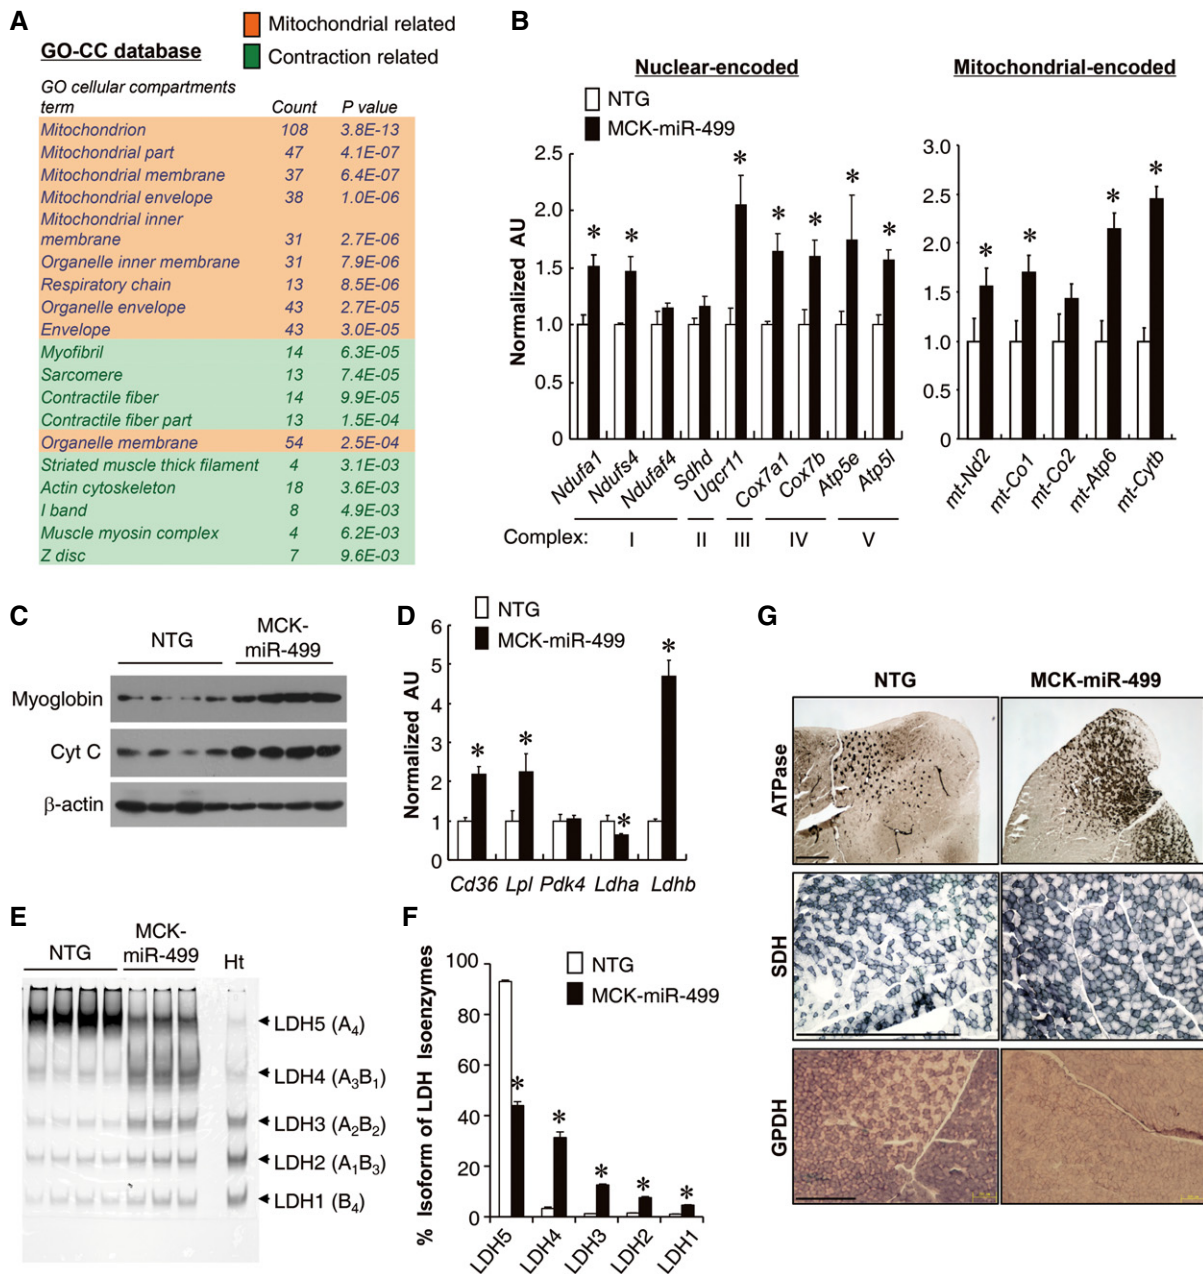 A
Mitochondrial related
Contraction related
GO-CC database
GO cellular compartments
term Count P value
Mitochondrion 108 3.8E-13
Mitochondrial part 47 4.1E-07
Mitochondrial membrane 37 6.4E-07
Mitochondrial envelope 38 1.0E-06
Mitochondrial inner
membrane 31 2.7E-06
Organelle inner membrane 31 7.9E-06
Respiratory chain 13 8.5E-06
Organelle envelope 43 2.7E-05
Envelope 43 3.0E-05
Myofibril 14 6.3E-05
Sarcomere 13 7.4E-05
Contractile fiber 14 9.9E-05
Contractile fiber part 13 1.5E-04
Organelle membrane 54 2.5E-04
Striated muscle thick filament 4 3.1E-03
Actin cytoskeleton 18 3.6E-03
I band 8 4.9E-03
Muscle myosin complex 4 6.2E-03
Z disc 7 9.6E-03
B
Nuclear-encoded
NTG
MCK-miR-499
Normalized AU
2.5
2.0
1.5
1.0
0.5
0
* * * * * * *
Ndufa1 Ndufs4 Ndufaf4 Sdhd Uqcr11 Cox7a1 Cox7b Atp5e Atp5l
Complex: I II III IV V
Mitochondrial-encoded
3.0
2.5
2.0
1.5
1.0
0.5
0
* * * *
mt-Nd2 mt-Co1 mt-Co2 mt-Atp6 mt-Cytb
C
NTG MCK-
miR-499
Myoglobin
Cyt C
β-actin
D
NTG
MCK-miR-499
Normalized AU
6
5
4
3
2
1
0
* * * *
Cd36 Lpl Pdk4 Ldha Ldhb
E
NTG MCK-
miR-499 Ht
LDH5 (A4)
LDH4 (A3B1)
LDH3 (A2B2)
LDH2 (A1B3)
LDH1 (B4)
F
NTG
MCK-miR-499
% Isoform of LDH Isoenzymes
100
80
60
40
20
0
* * * * *
LDH5 LDH4 LDH3 LDH2 LDH1
G
NTG MCK-miR-499
ATPase
SDH
GPDH